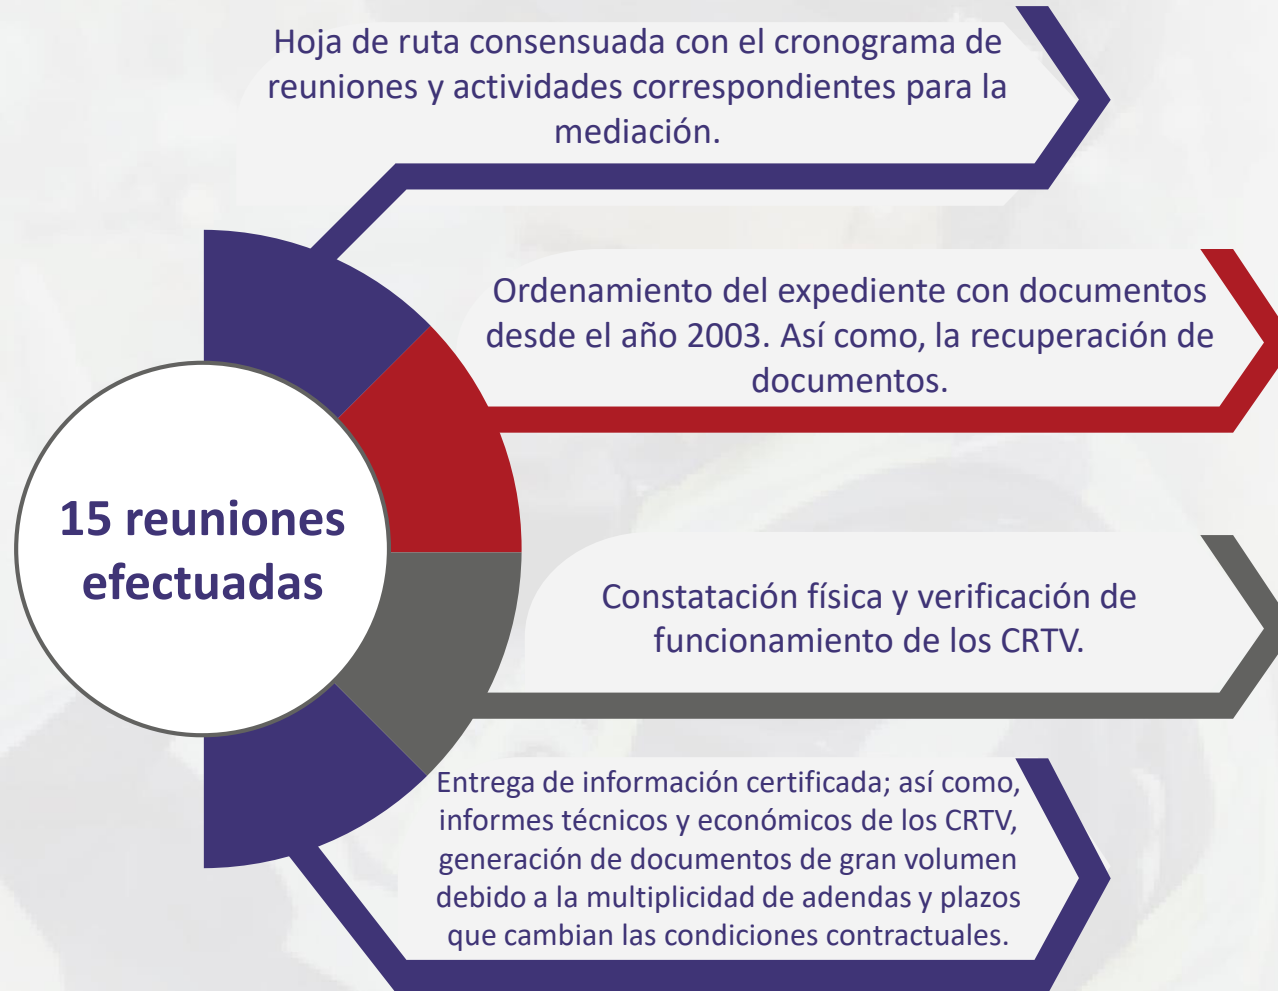 Hoja de ruta consensuada con el cronograma de
reuniones y actividades correspondientes para la
mediación.
Ordenamiento del expediente con documentos
desde el año 2003. Así como, la recuperación de
documentos.
15 reuniones
efectuadas
Constatación física y verificación de
funcionamiento de los CRTV.
Entrega de información certificada; así como,
informes técnicos y económicos de los CRTV,
generación de documentos de gran volumen
debido a la multiplicidad de adendas y plazos
que cambian las condiciones contractuales.